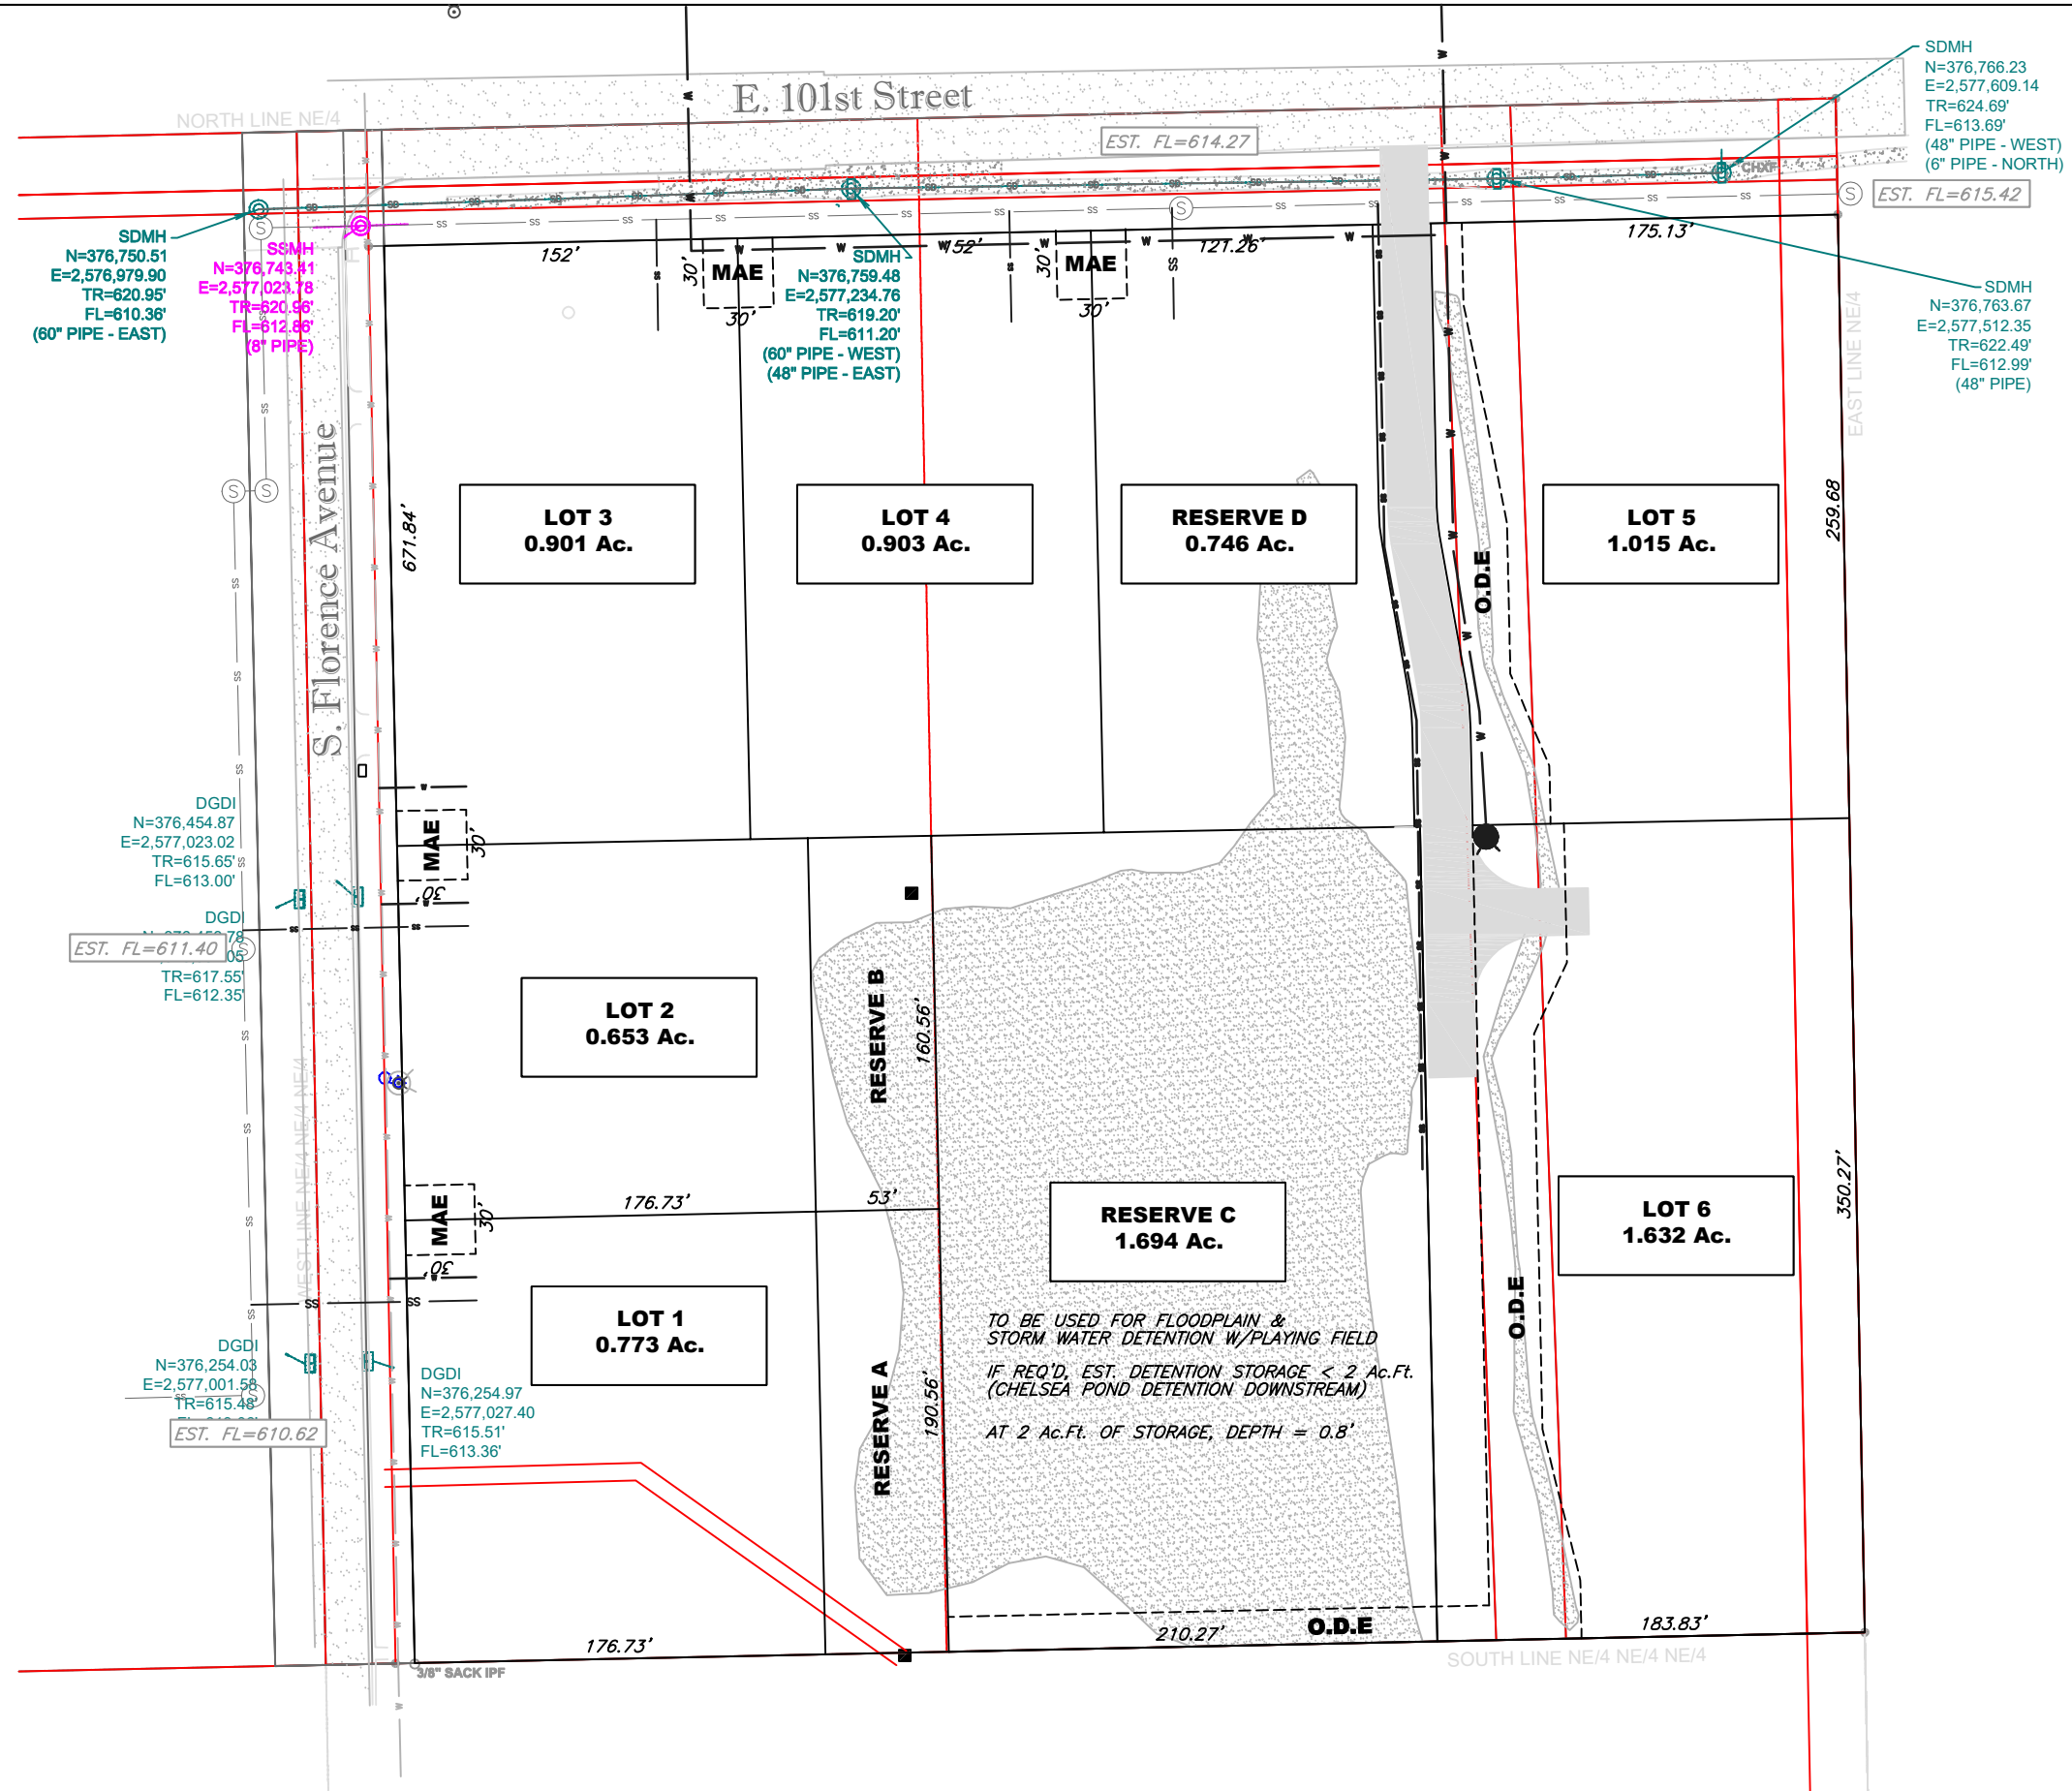 SDMH
N=376,766.23
E=2,577,609.14
TR=624.69'
FL=613.69'
(48" PIPE - WEST)
(6" PIPE - NORTH)
E. 101st Street
NORTH LINE NE/4
EST. FL=614.27
CHXF
EST. FL=615.42
SDMH
N=376,750.51
E=2,576,979.90
TR=620.95'
FL=610.36'
(60" PIPE - EAST)
SSMH
N=376,743.41
E=2,577,023.78
TR=620.96'
FL=612.86'
(8" PIPE)
152'
30'
MAE
30'
152'
SDMH
N=376,759.48
E=2,577,234.76
TR=619.20'
FL=611.20'
(60" PIPE - WEST)
(48" PIPE - EAST)
30'
MAE
30'
121.26'
175.13'
SDMH
N=376,763.67
E=2,577,512.35
TR=622.49'
FL=612.99'
(48" PIPE)
EAST LINE NE/4
S. Florence Avenue
671.84'
LOT 3
0.901 Ac.
LOT 4
0.903 Ac.
RESERVE D
0.746 Ac.
O.D.E
LOT 5
1.015 Ac.
259.68
DGDI
N=376,454.87
E=2,577,023.02
TR=615.65'
FL=613.00'
MAE
30'
30'
DGDI
EST. FL=611.40
TR=617.55'
FL=612.35'
LOT 2
0.653 Ac.
RESERVE B
160.56'
WEST LINE NE/4 NE/4 NE/4
MAE
30'
30'
176.73'
53'
RESERVE C
1.694 Ac.
LOT 6
1.632 Ac.
350.27'
LOT 1
0.773 Ac.
RESERVE A
190.56'
TO BE USED FOR FLOODPLAIN &
STORM WATER DETENTION W/PLAYING FIELD
IF REQ'D, EST. DETENTION STORAGE < 2 Ac.Ft.
(CHELSEA POND DETENTION DOWNSTREAM)
AT 2 Ac.Ft. OF STORAGE, DEPTH = 0.8'
O.D.E
DGDI
N=376,254.03
E=2,577,001.58
TR=615.48'
EST. FL=610.62
DGDI
N=376,254.97
E=2,577,027.40
TR=615.51'
FL=613.36'
176.73'
210.27'
O.D.E
183.83'
3/8" SACK IPF
SOUTH LINE NE/4 NE/4 NE/4